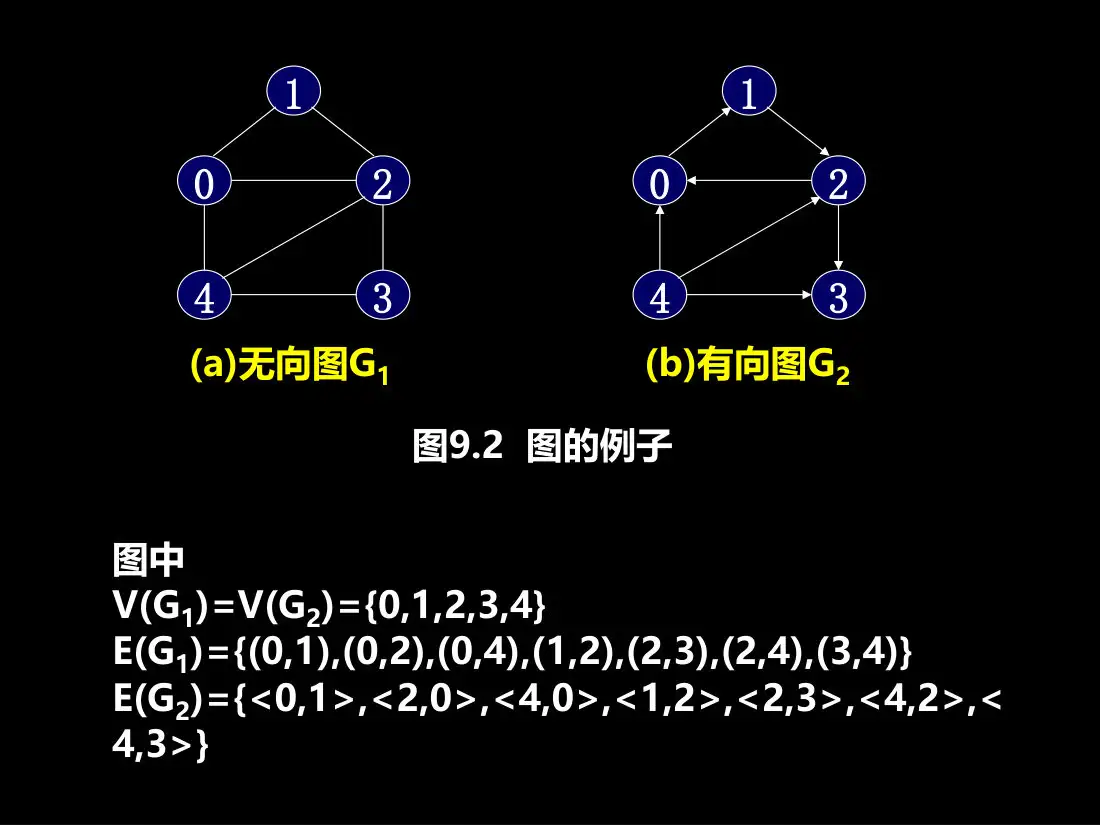 1
1
0
2
0
2
4
3
4
3
(a)无向图G₁
(b)有向图G₂
图9.2 图的例子
图中
V(G₁)=V(G₂)={0,1,2,3,4}
E(G₁)={(0,1),(0,2),(0,4),(1,2),(2,3),(2,4),(3,4)}
E(G₂)={<0,1>,<2,0>,<4,0>,<1,2>,<2,3>,<4,2>,<
4,3>}